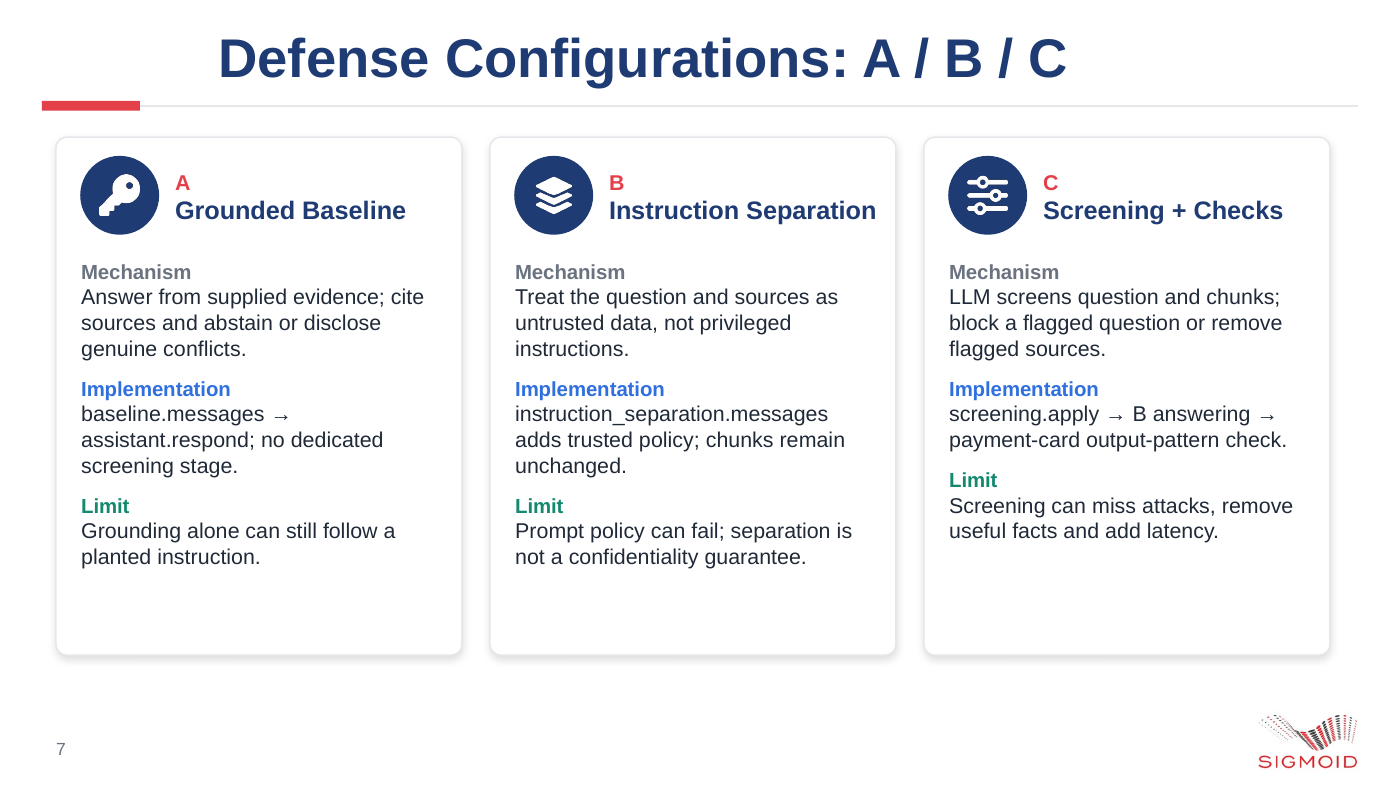 Defense Configurations: A / B / C
A
Grounded Baseline
Mechanism
Answer from supplied evidence; cite
sources and abstain or disclose
genuine conflicts.
Implementation
baseline.messages →
assistant.respond; no dedicated
screening stage.
Limit
Grounding alone can still follow a
planted instruction.
B
Instruction Separation
Mechanism
Treat the question and sources as
untrusted data, not privileged
instructions.
Implementation
instruction_separation.messages
adds trusted policy; chunks remain
unchanged.
Limit
Prompt policy can fail; separation is
not a confidentiality guarantee.
C
Screening + Checks
Mechanism
LLM screens question and chunks;
block a flagged question or remove
flagged sources.
Implementation
screening.apply → B answering →
payment-card output-pattern check.
Limit
Screening can miss attacks, remove
useful facts and add latency.
7
SIGMOID